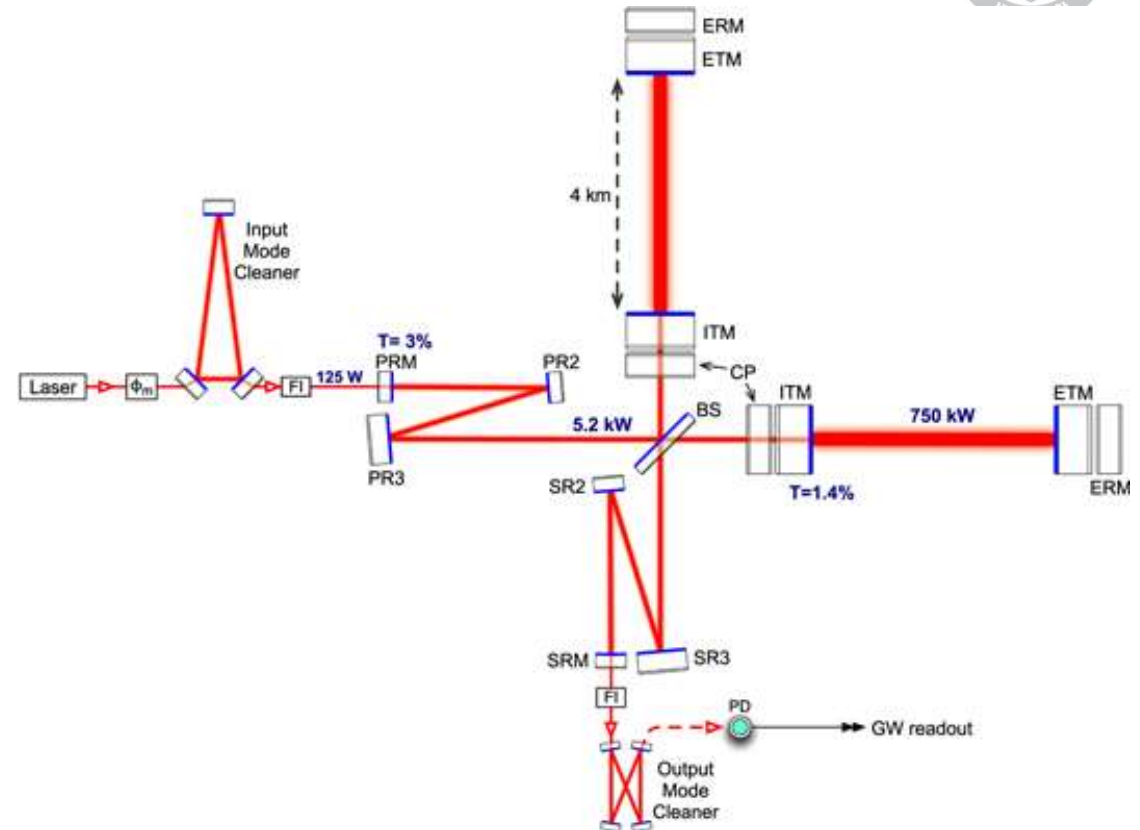 ERM
ETM
4 km
Input
Mode
Cleaner
ITM
T= 3%
PRM
PR2
CP
ITM
ETM
Laser
Φm
FI
125 W
BS
5.2 kW
750 kW
PR3
SR2
T=1.4%
ERM
SRM
SR3
FI
PD
GW readout
Output
Mode
Cleaner